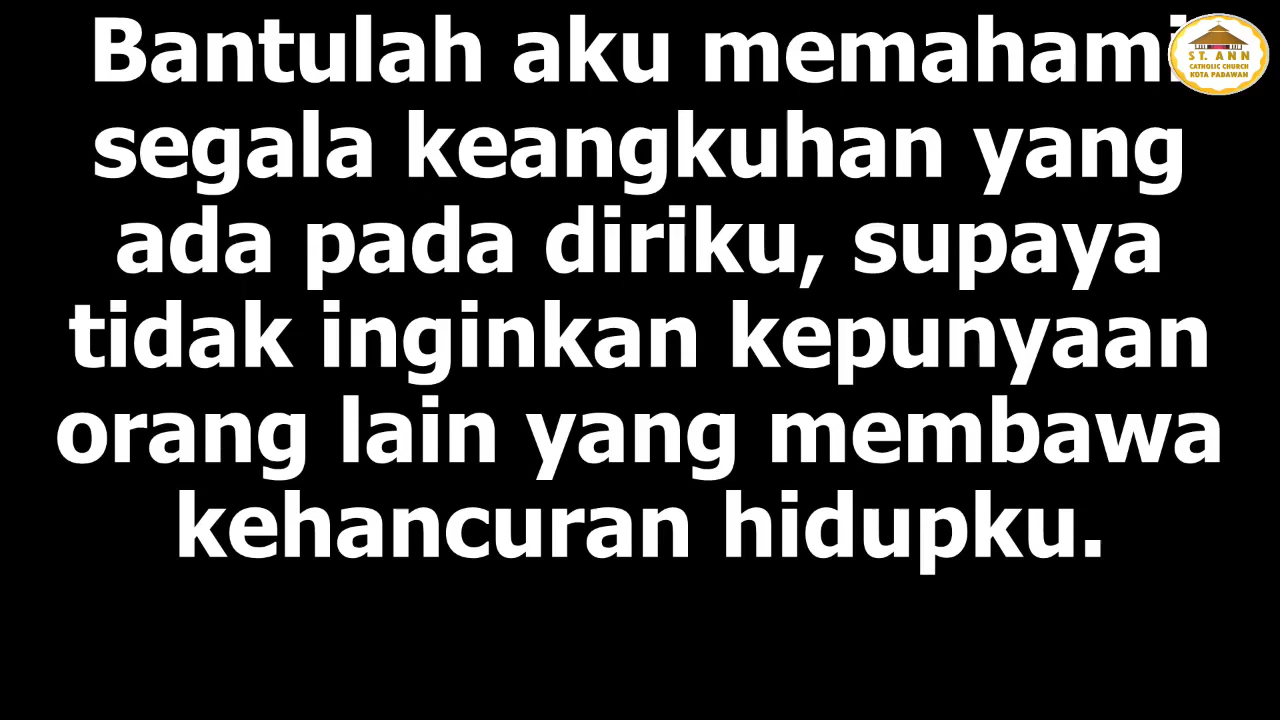 Bantulah aku memahami
segala keangkuhan yang
ada pada diriku, supaya
tidak inginkan kepunyaan
orang lain yang membawa
kehancuran hidupku.
ST. ANN
CATHOLIC CHURCH
KOTA PADAWAN